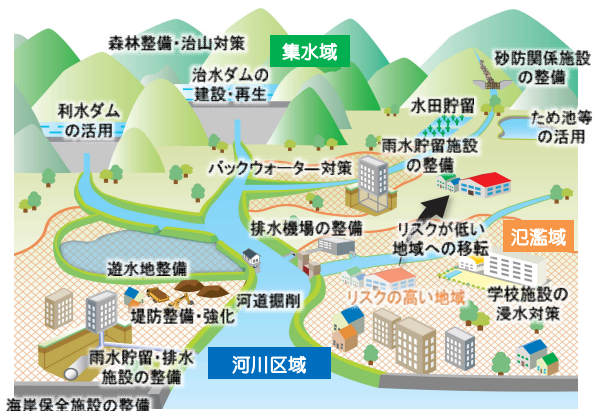 森林整備・治山対策
集水域
砂防関係施設
の整備
治水ダムの
建設・再生
利水ダム
の活用
水田貯留
ため池等
の活用
雨水貯留施設
の整備
バックウォーター対策
排水機場の整備
リスクが低い
地域への移転
氾濫域
遊水地整備
河道掘削
リスクの高い地域
学校施設の
浸水対策
堤防整備・強化
雨水貯留・排水
施設の整備
河川区域
海岸保全施設の整備